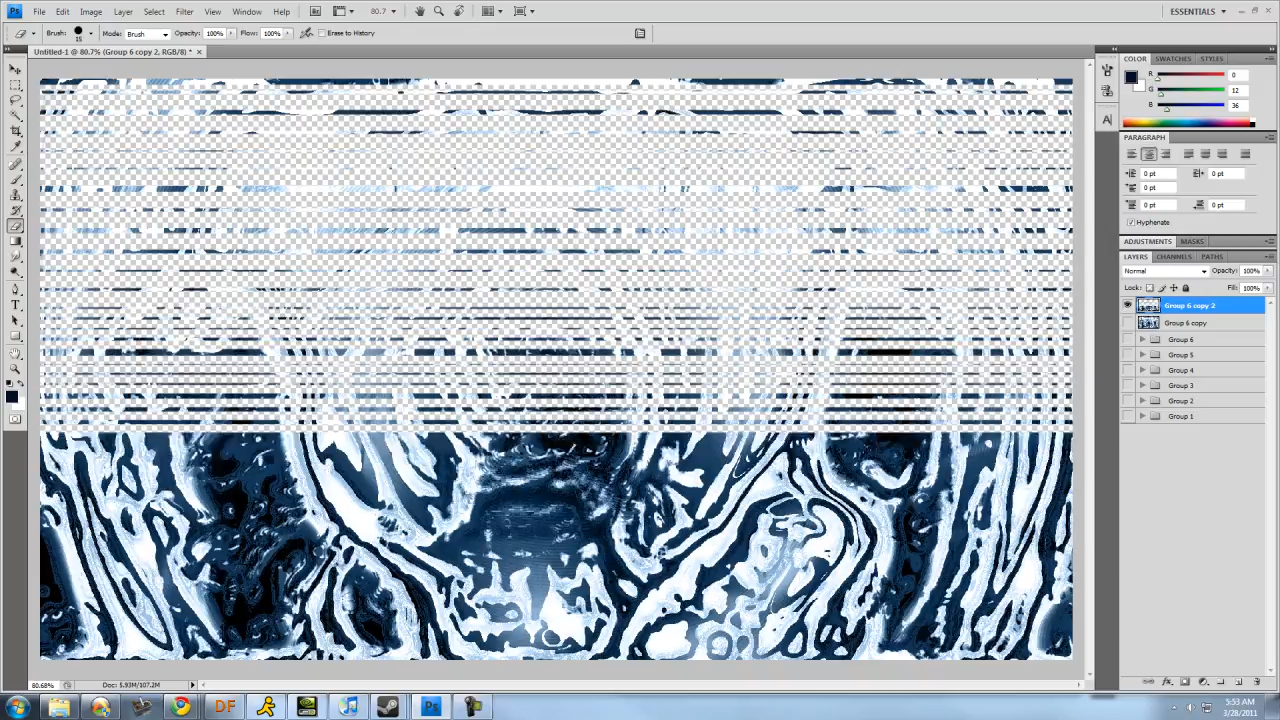 Ps File Edit Image Layer Select Filter View Window Help Br 80.7 ESSENTIALS
Brush: 15 Mode: Brush Opacity: 100% Flow: 100% Erase to History
Untitled-1 @ 80.7% (Group 6 copy 2, RGB/8) *
COLOR SWATCHES STYLES
R 0
G 12
B 36
PARAGRAPH
0 pt 0 pt
0 pt
0 pt 0 pt
Hyphenate
ADJUSTMENTS MASKS
LAYERS CHANNELS PATHS
Normal Opacity: 100%
Lock: Fill: 100%
Group 6 copy 2
Group 6 copy
Group 6
Group 5
Group 4
Group 3
Group 2
Group 1
80.68% Doc: 5.93M/107.2M
DF Ps
5:53 AM
3/28/2011